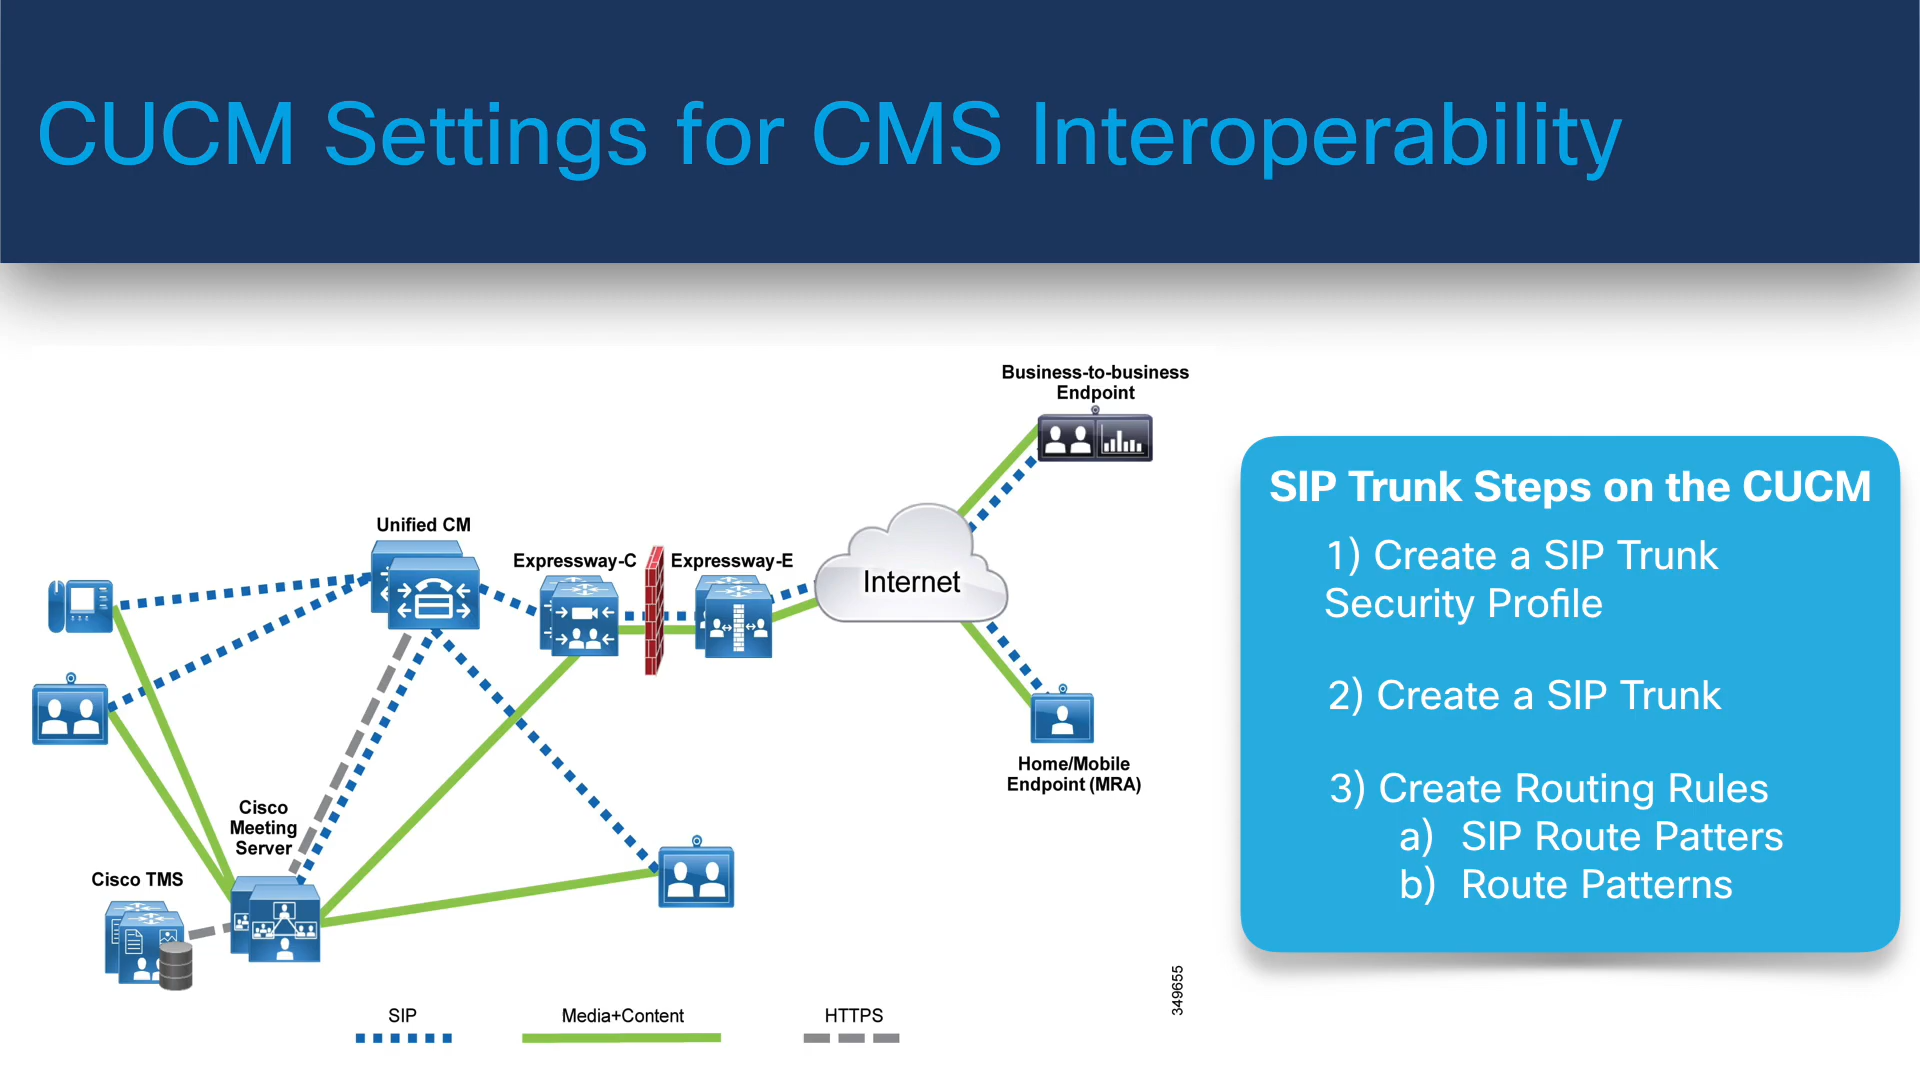 CUCM Settings for CMS Interoperability
Business-to-business
Endpoint
Unified CM
Expressway-C
Expressway-E
Internet
Home/Mobile
Endpoint (MRA)
Cisco
Meeting
Server
Cisco TMS
SIP
Media+Content
HTTPS
349655
SIP Trunk Steps on the CUCM
1) Create a SIP Trunk
Security Profile
2) Create a SIP Trunk
3) Create Routing Rules
a) SIP Route Patters
b) Route Patterns